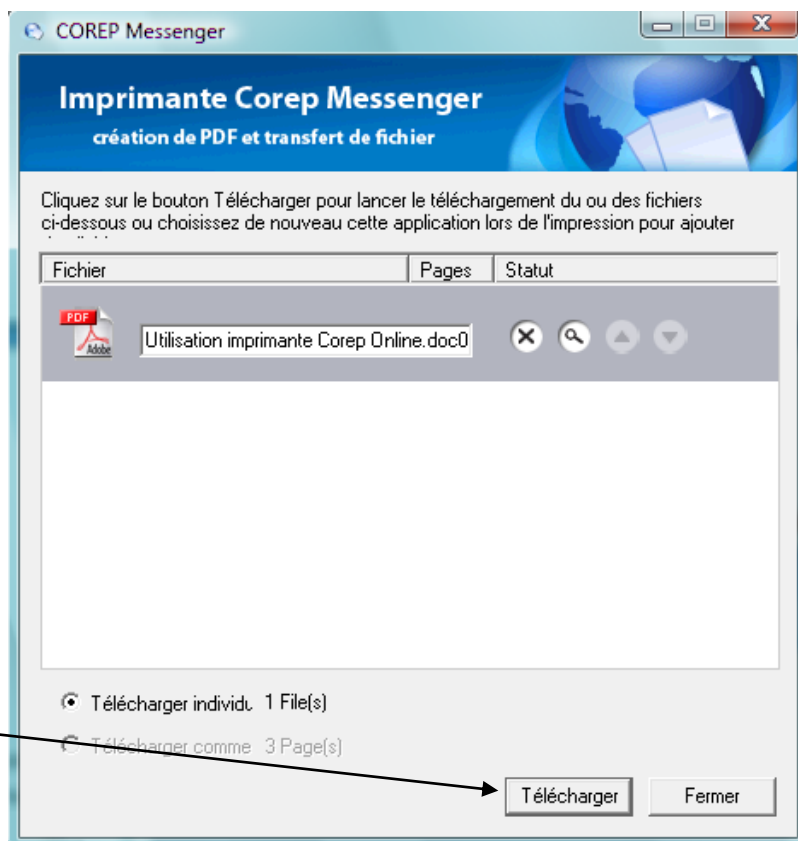 COREP Messenger
Imprimante Corep Messenger
création de PDF et transfert de fichier
Cliquez sur le bouton Télécharger pour lancer le téléchargement du ou des fichiers
ci-dessous ou choisissez de nouveau cette application lors de l'impression pour ajouter
Fichier Pages Statut
PDF
Adobe
Utilisation imprimante Corep Online.doc0
Télécharger individu 1 File(s)
Télécharger comme 3 Page(s)
Télécharger Fermer